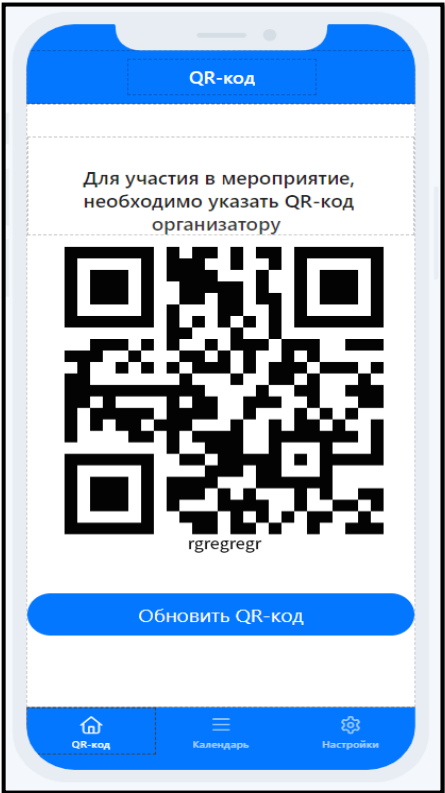 QR-код
Для участия в мероприятие,
необходимо указать QR-код
организатору
rgregregr
Обновить QR-код
QR-код
Календарь
Настройки